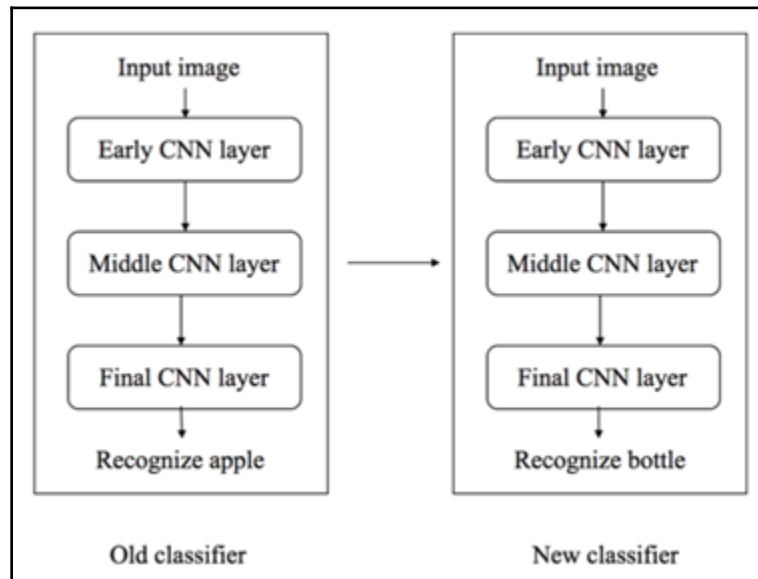 Input image
Early CNN layer
Middle CNN layer
Final CNN layer
Recognize apple
Old classifier
Input image
Early CNN layer
Middle CNN layer
Final CNN layer
Recognize bottle
New classifier